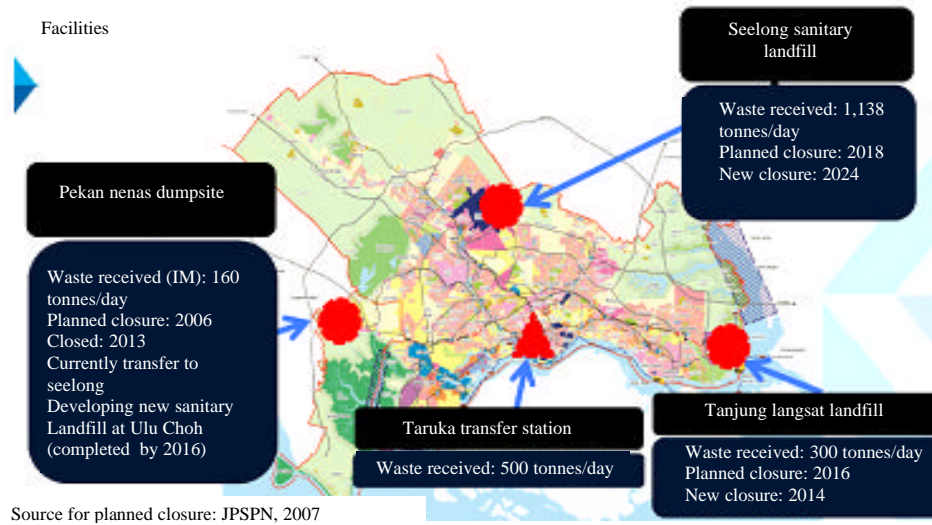 Facilities
Seelong sanitary
landfill
Waste received: 1,138
tonnes/day
Planned closure: 2018
New closure: 2024
Pekan nenas dumpsite
Waste received (IM): 160
tonnes/day
Planned closure: 2006
Closed: 2013
Currently transfer to
seelong
Developing new sanitary
Landfill at Ulu Choh
(completed by 2016)
Taruka transfer station
Waste received: 500 tonnes/day
Tanjung langsat landfill
Waste received: 300 tonnes/day
Planned closure: 2016
New closure: 2014
Source for planned closure: JPSPN, 2007